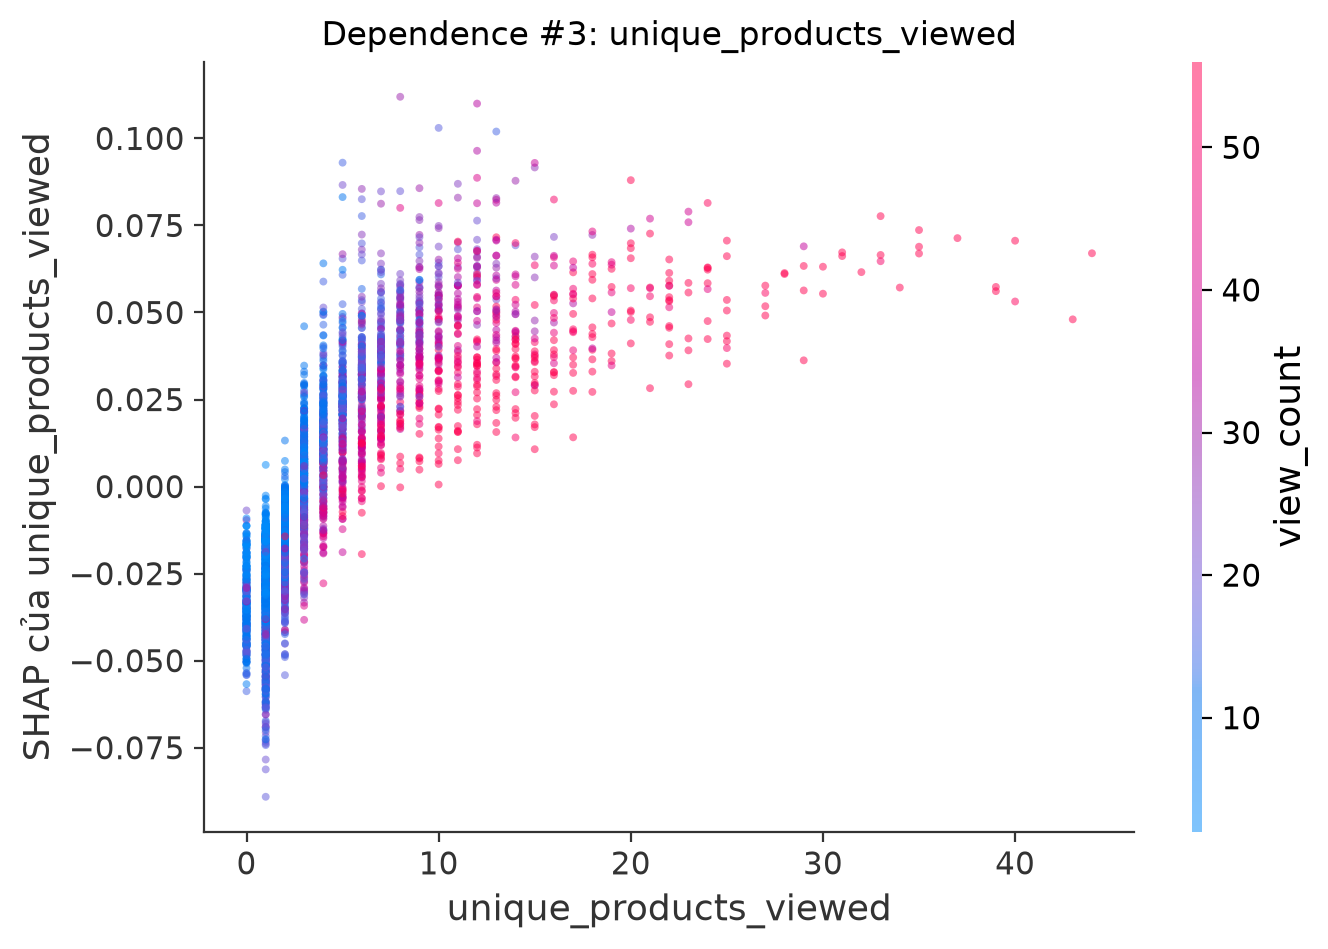 Dependence #3: unique_products_viewed
SHAP của unique_products_viewed
0.100
0.075
0.050
0.025
0.000
−0.025
−0.050
−0.075
0 10 20 30 40
unique_products_viewed
50
40
30
20
10
view_count